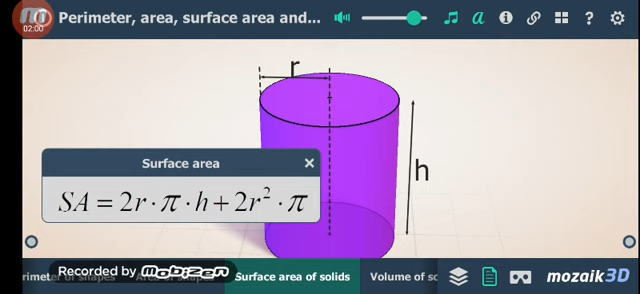 Perimeter, area, surface area and...
02:00
r
Surface area ×
SA = 2r·π·h + 2r²·π
h
Recorded by mobizen
Surface area of solids
Volume of sc
mozaik3D